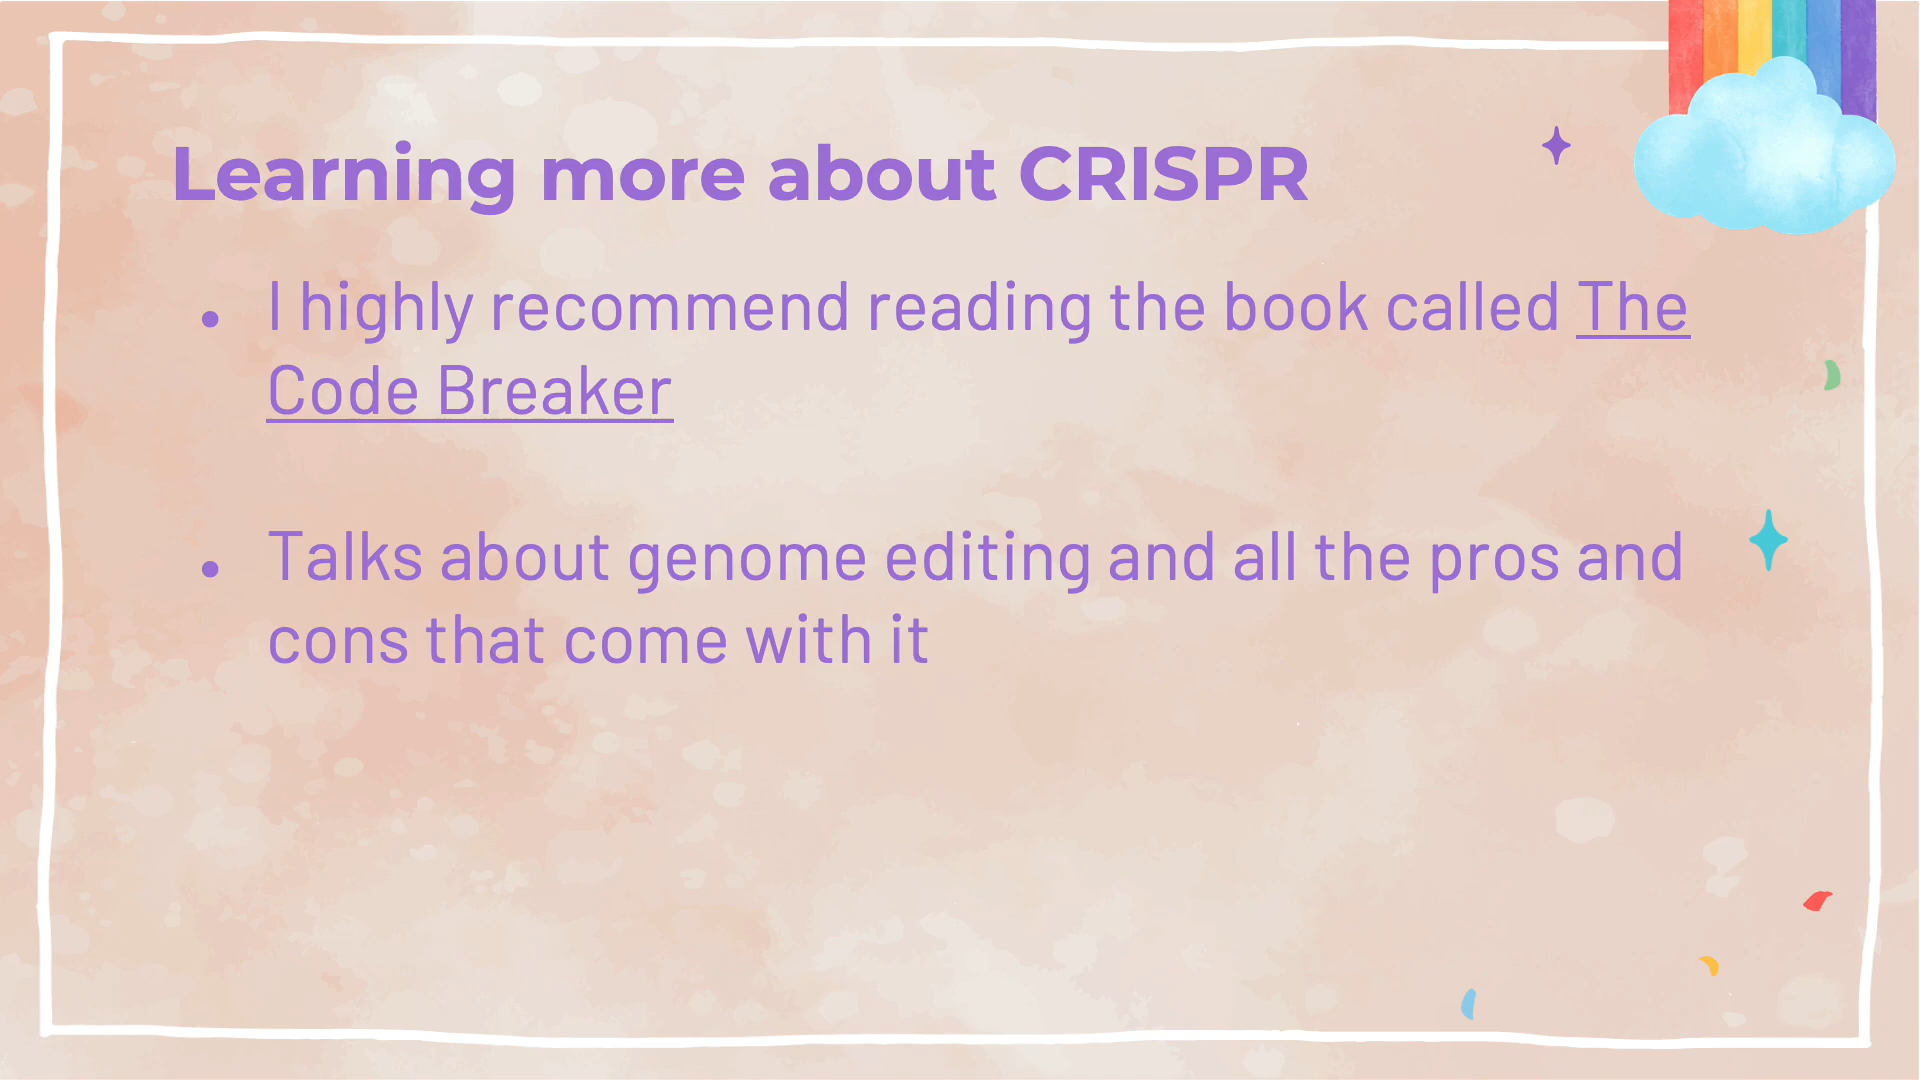 Learning more about CRISPR
• I highly recommend reading the book called The
Code Breaker
• Talks about genome editing and all the pros and
cons that come with it